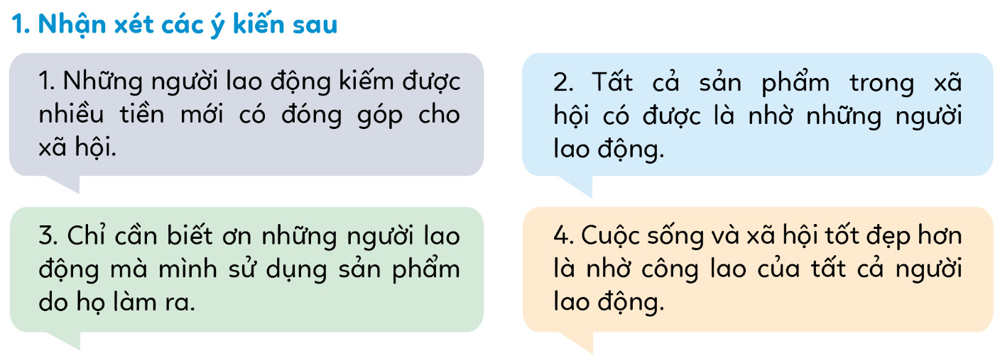 1. Nhận xét các ý kiến sau
1. Những người lao động kiếm được
nhiều tiền mới có đóng góp cho
xã hội.
2. Tất cả sản phẩm trong xã
hội có được là nhờ những người
lao động.
3. Chỉ cần biết ơn những người lao
động mà mình sử dụng sản phẩm
do họ làm ra.
4. Cuộc sống và xã hội tốt đẹp hơn
là nhờ công lao của tất cả người
lao động.